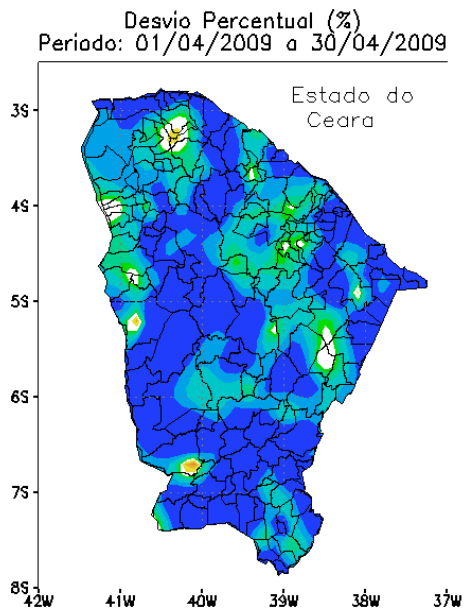 Desvio Percentual (%)
Periodo: 01/04/2009 a 30/04/2009
Estado do
Ceara
3S
4S
5S
6S
7S
8S
42W 41W 40W 39W 38W 37W